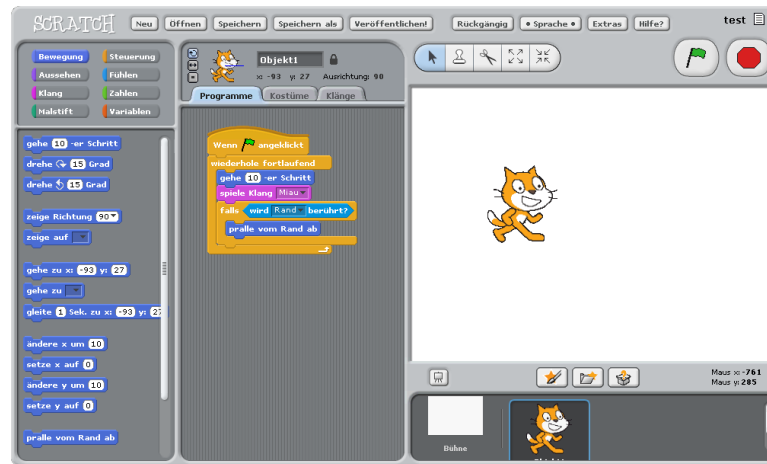 SCRATCH Neu Öffnen Speichern Speichern als Veröffentlichen! Rückgängig • Sprache • Extras Hilfe? test
Bewegung Steuerung
Aussehen Fühlen
Klang Zahlen
Malstift Variablen
Objekt1
x: -93 y: 27 Ausrichtung: 90
Programme Kostüme Klänge
gehe 10 -er Schritt
drehe 15 Grad
drehe 15 Grad
zeige Richtung 90
zeige auf
gehe zu x: -93 y: 27
gehe zu
gleite 1 Sek. zu x: -93 y: 27
ändere x um 10
setze x auf 0
ändere y um 10
setze y auf 0
pralle vom Rand ab
Wenn angeklickt
wiederhole fortlaufend
gehe 10 -er Schritt
spiele Klang Miau
falls wird Rand berührt?
pralle vom Rand ab
Maus x: -761
Maus y: 285
Bühne